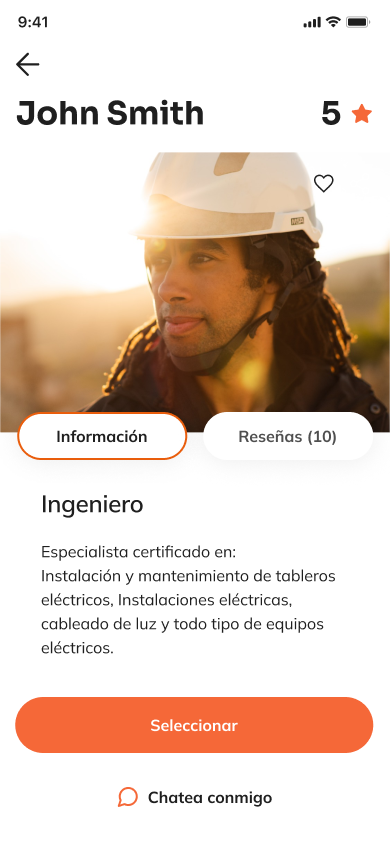 9:41
John Smith 5
Información Reseñas (10)
Ingeniero
Especialista certificado en:
Instalación y mantenimiento de tableros
eléctricos, Instalaciones eléctricas,
cableado de luz y todo tipo de equipos
eléctricos.
Seleccionar
Chatea conmigo